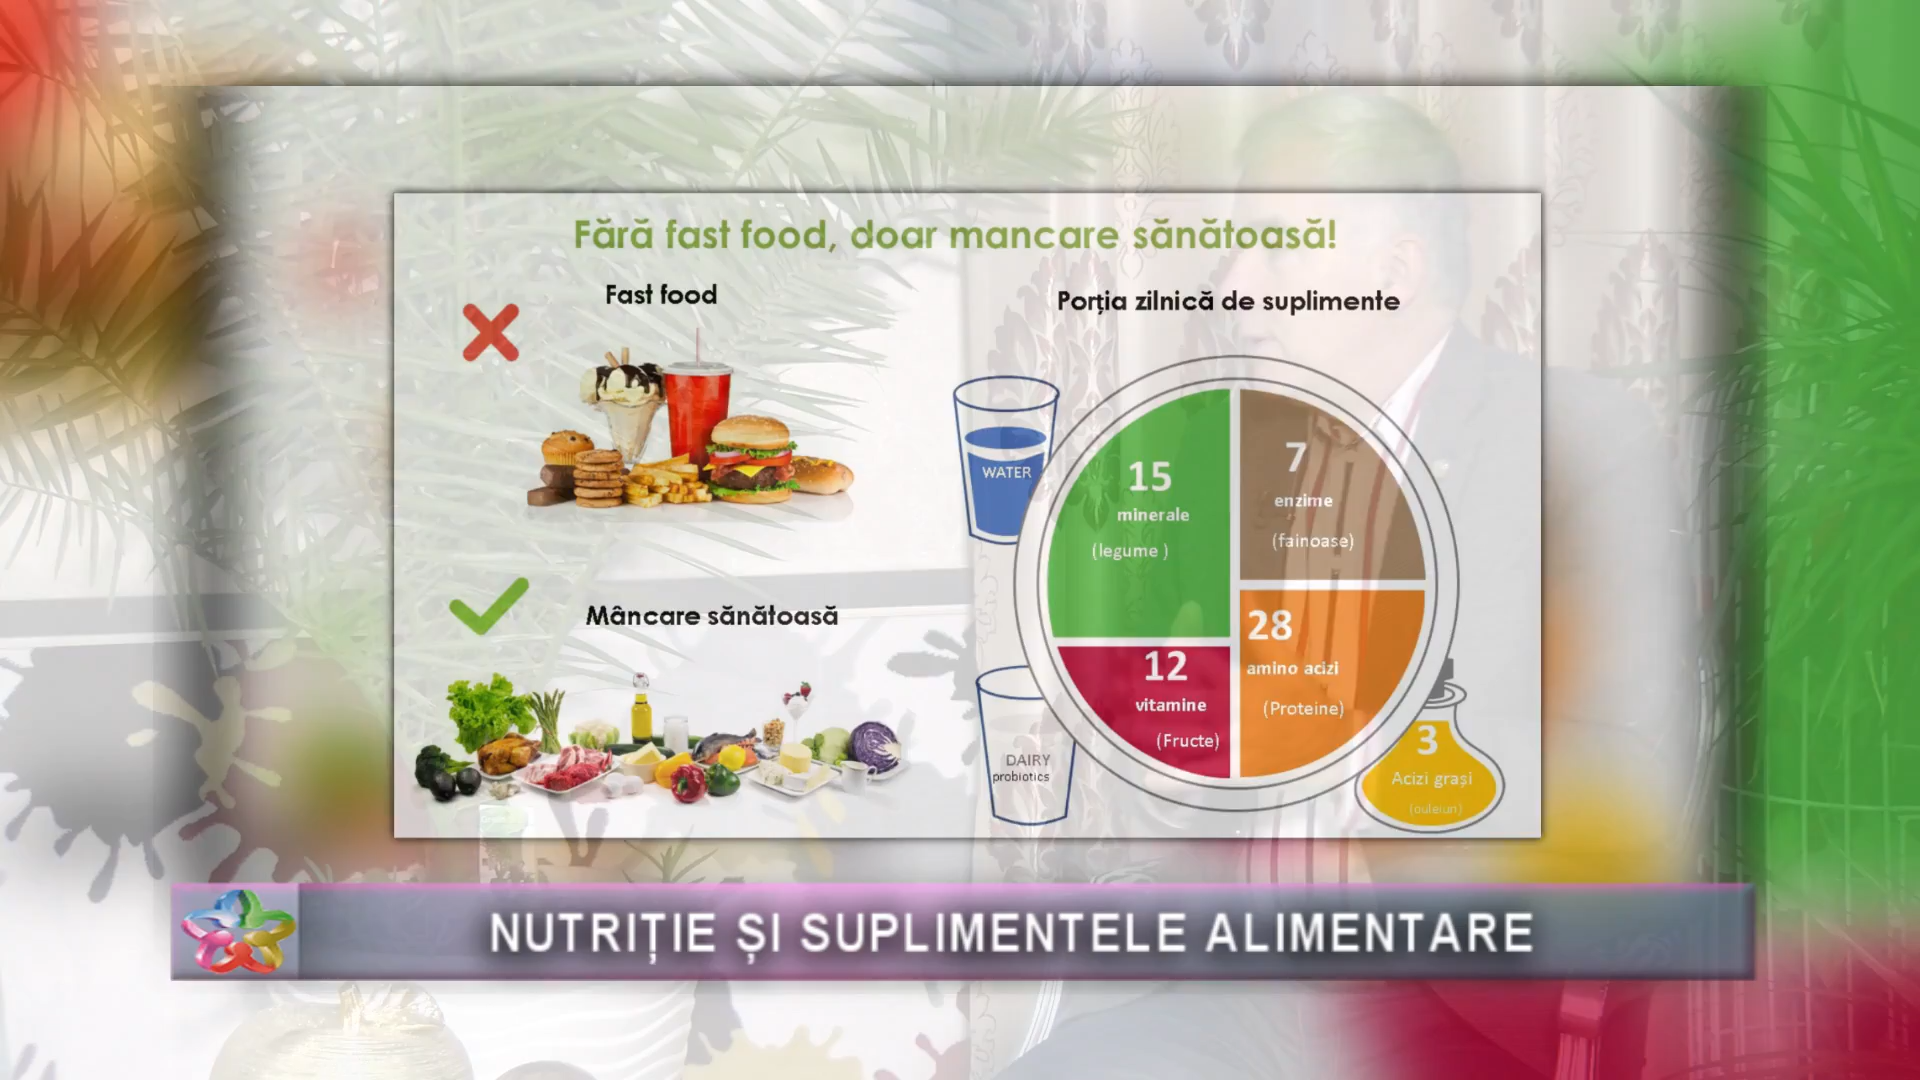 Fără fast food, doar mancare sănătoasă!
Fast food
Porția zilnică de suplimente
WATER
15
minerale
(legume )
7
enzime
(fainoase)
Mâncare sănătoasă
12
vitamine
(Fructe)
28
amino acizi
(Proteine)
DAIRY
probiotics
3
Acizi grași
NUTRIȚIE ȘI SUPLIMENTELE ALIMENTARE